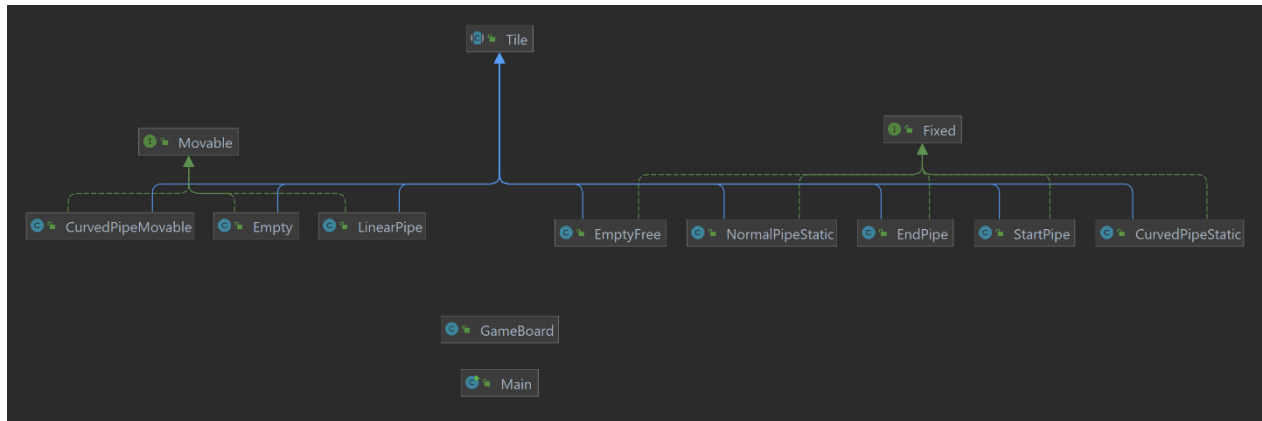 Tile
Movable
Fixed
CurvedPipeMovable
Empty
LinearPipe
EmptyFree
NormalPipeStatic
EndPipe
StartPipe
CurvedPipeStatic
GameBoard
Main